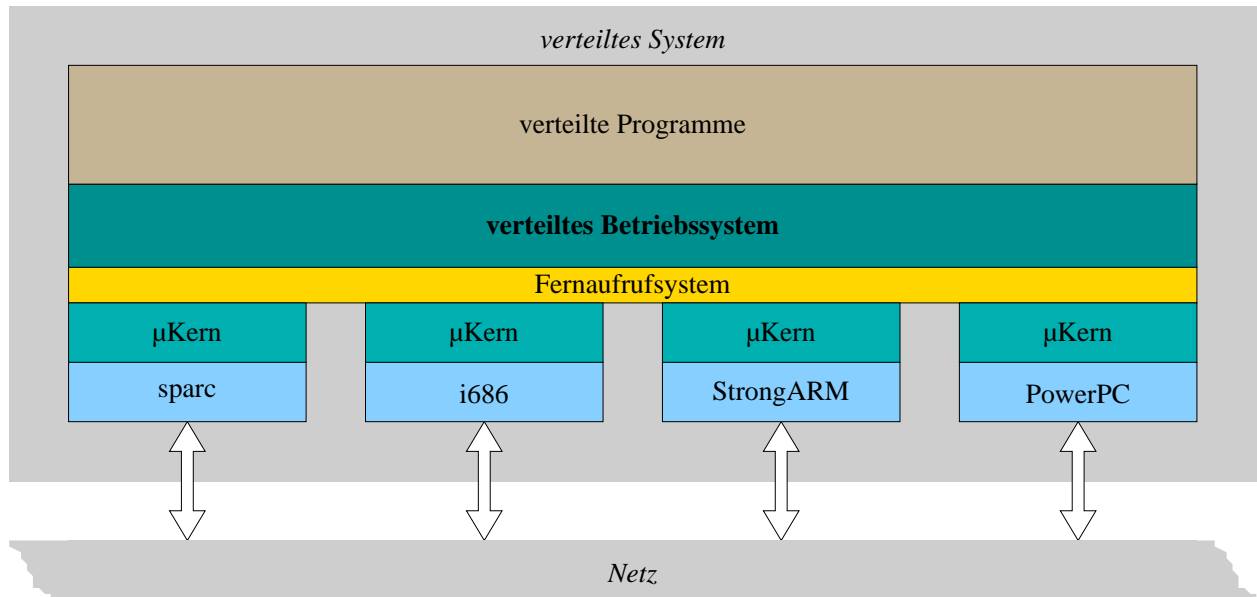 verteiltes System
verteilte Programme
verteiltes Betriebssystem
Fernaufrufsystem
µKern µKern µKern µKern
sparc i686 StrongARM PowerPC
Netz